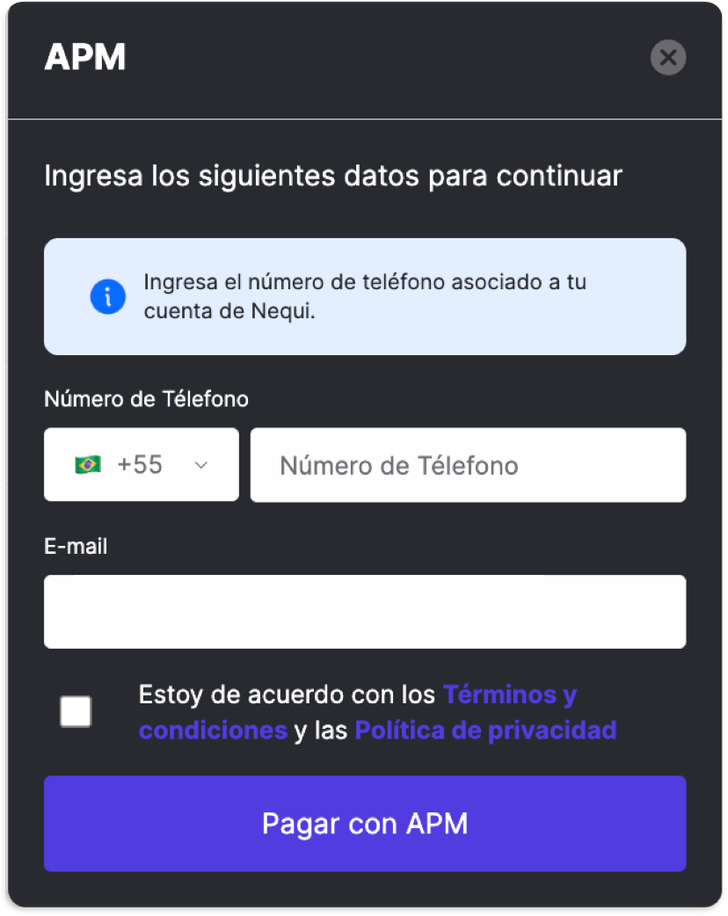 APM
Ingresa los siguientes datos para continuar
Ingresa el número de teléfono asociado a tu
cuenta de Nequi.
Número de Télefono
+55
Número de Télefono
E-mail
Estoy de acuerdo con los Términos y
condiciones y las Política de privacidad
Pagar con APM